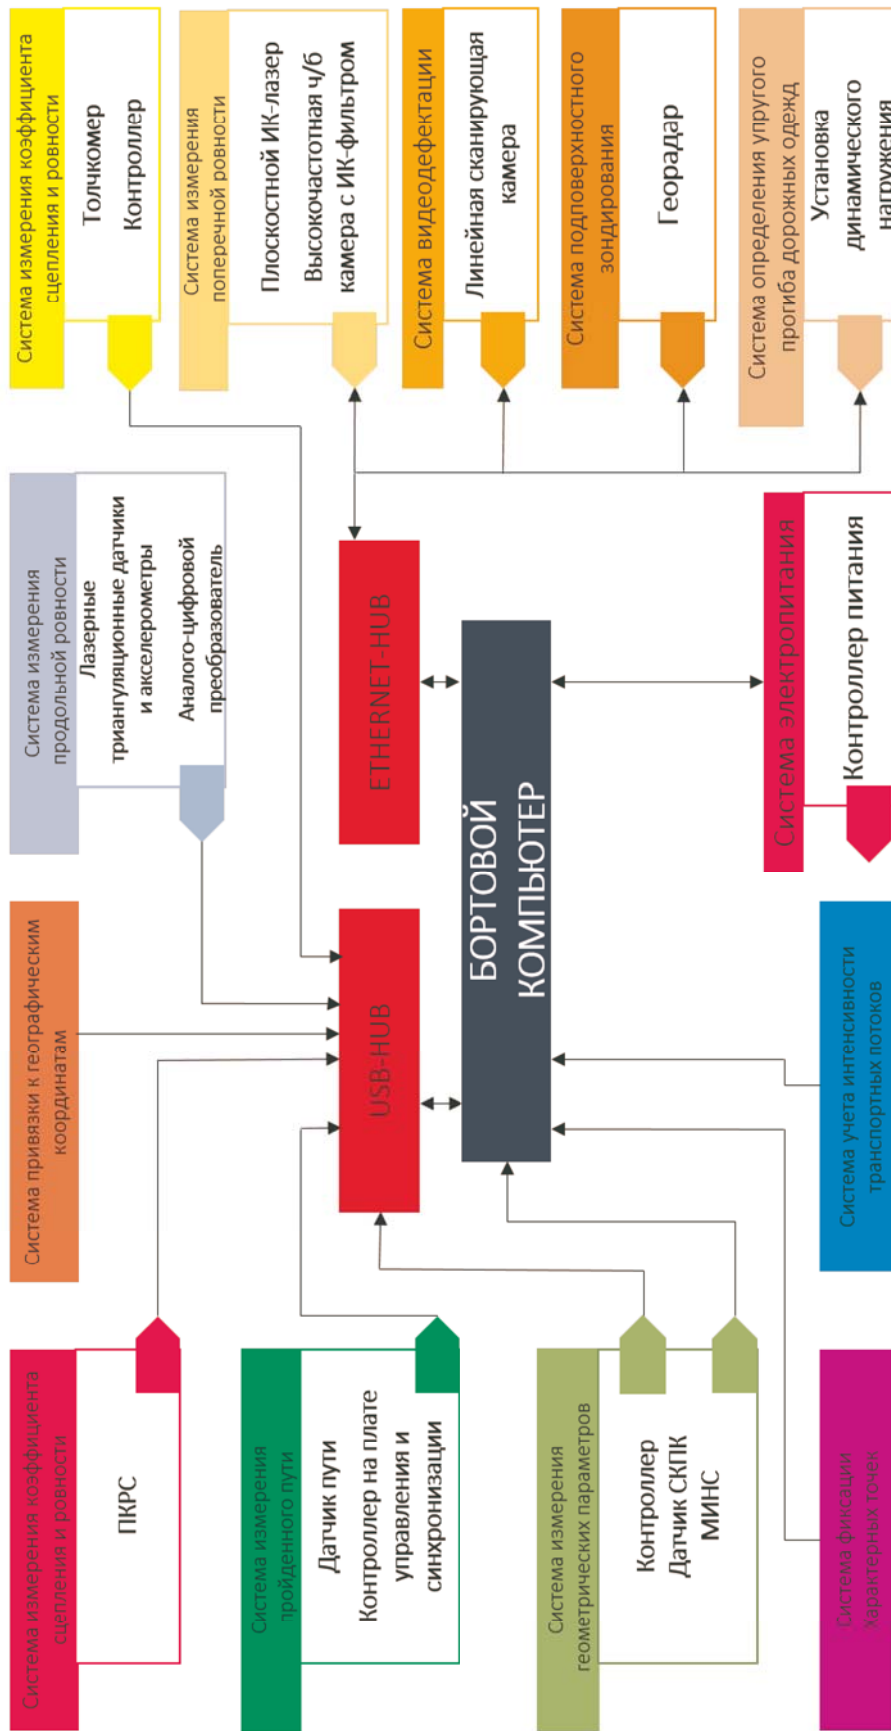 Система измерения коэффициента
сцепления и ровности
ПКРС
Система привязки к географическим
координатам
Система измерения
продольной ровности
Лазерные
триангуляционные датчики
и акселерометры
Аналого-цифровой
преобразователь
Система измерения коэффициента
сцепления и ровности
Толчкомер
Контроллер
Система измерения
пройденного пути
Датчик пути
Контроллер на плате
управления и
синхронизации
Система измерения
поперечной ровности
Плоскостной ИК-лазер
Высокочастотная ч/б
камера с ИК-фильтром
USB-HUB
ETHERNET-HUB
Система видеодефектации
Линейная сканирующая
камера
БОРТОВОЙ
КОМПЬЮТЕР
Система измерения
геометрических параметров
Контроллер
Датчик СКПК
МИНС
Система подповерхностного
зондирования
Георадар
Система фиксации
Характерных точек
Система учета интенсивности
транспортных потоков
Система электропитания
Контроллер питания
Система определения упругого
прогиба дорожных одежд
Установка
динамического
нагружения